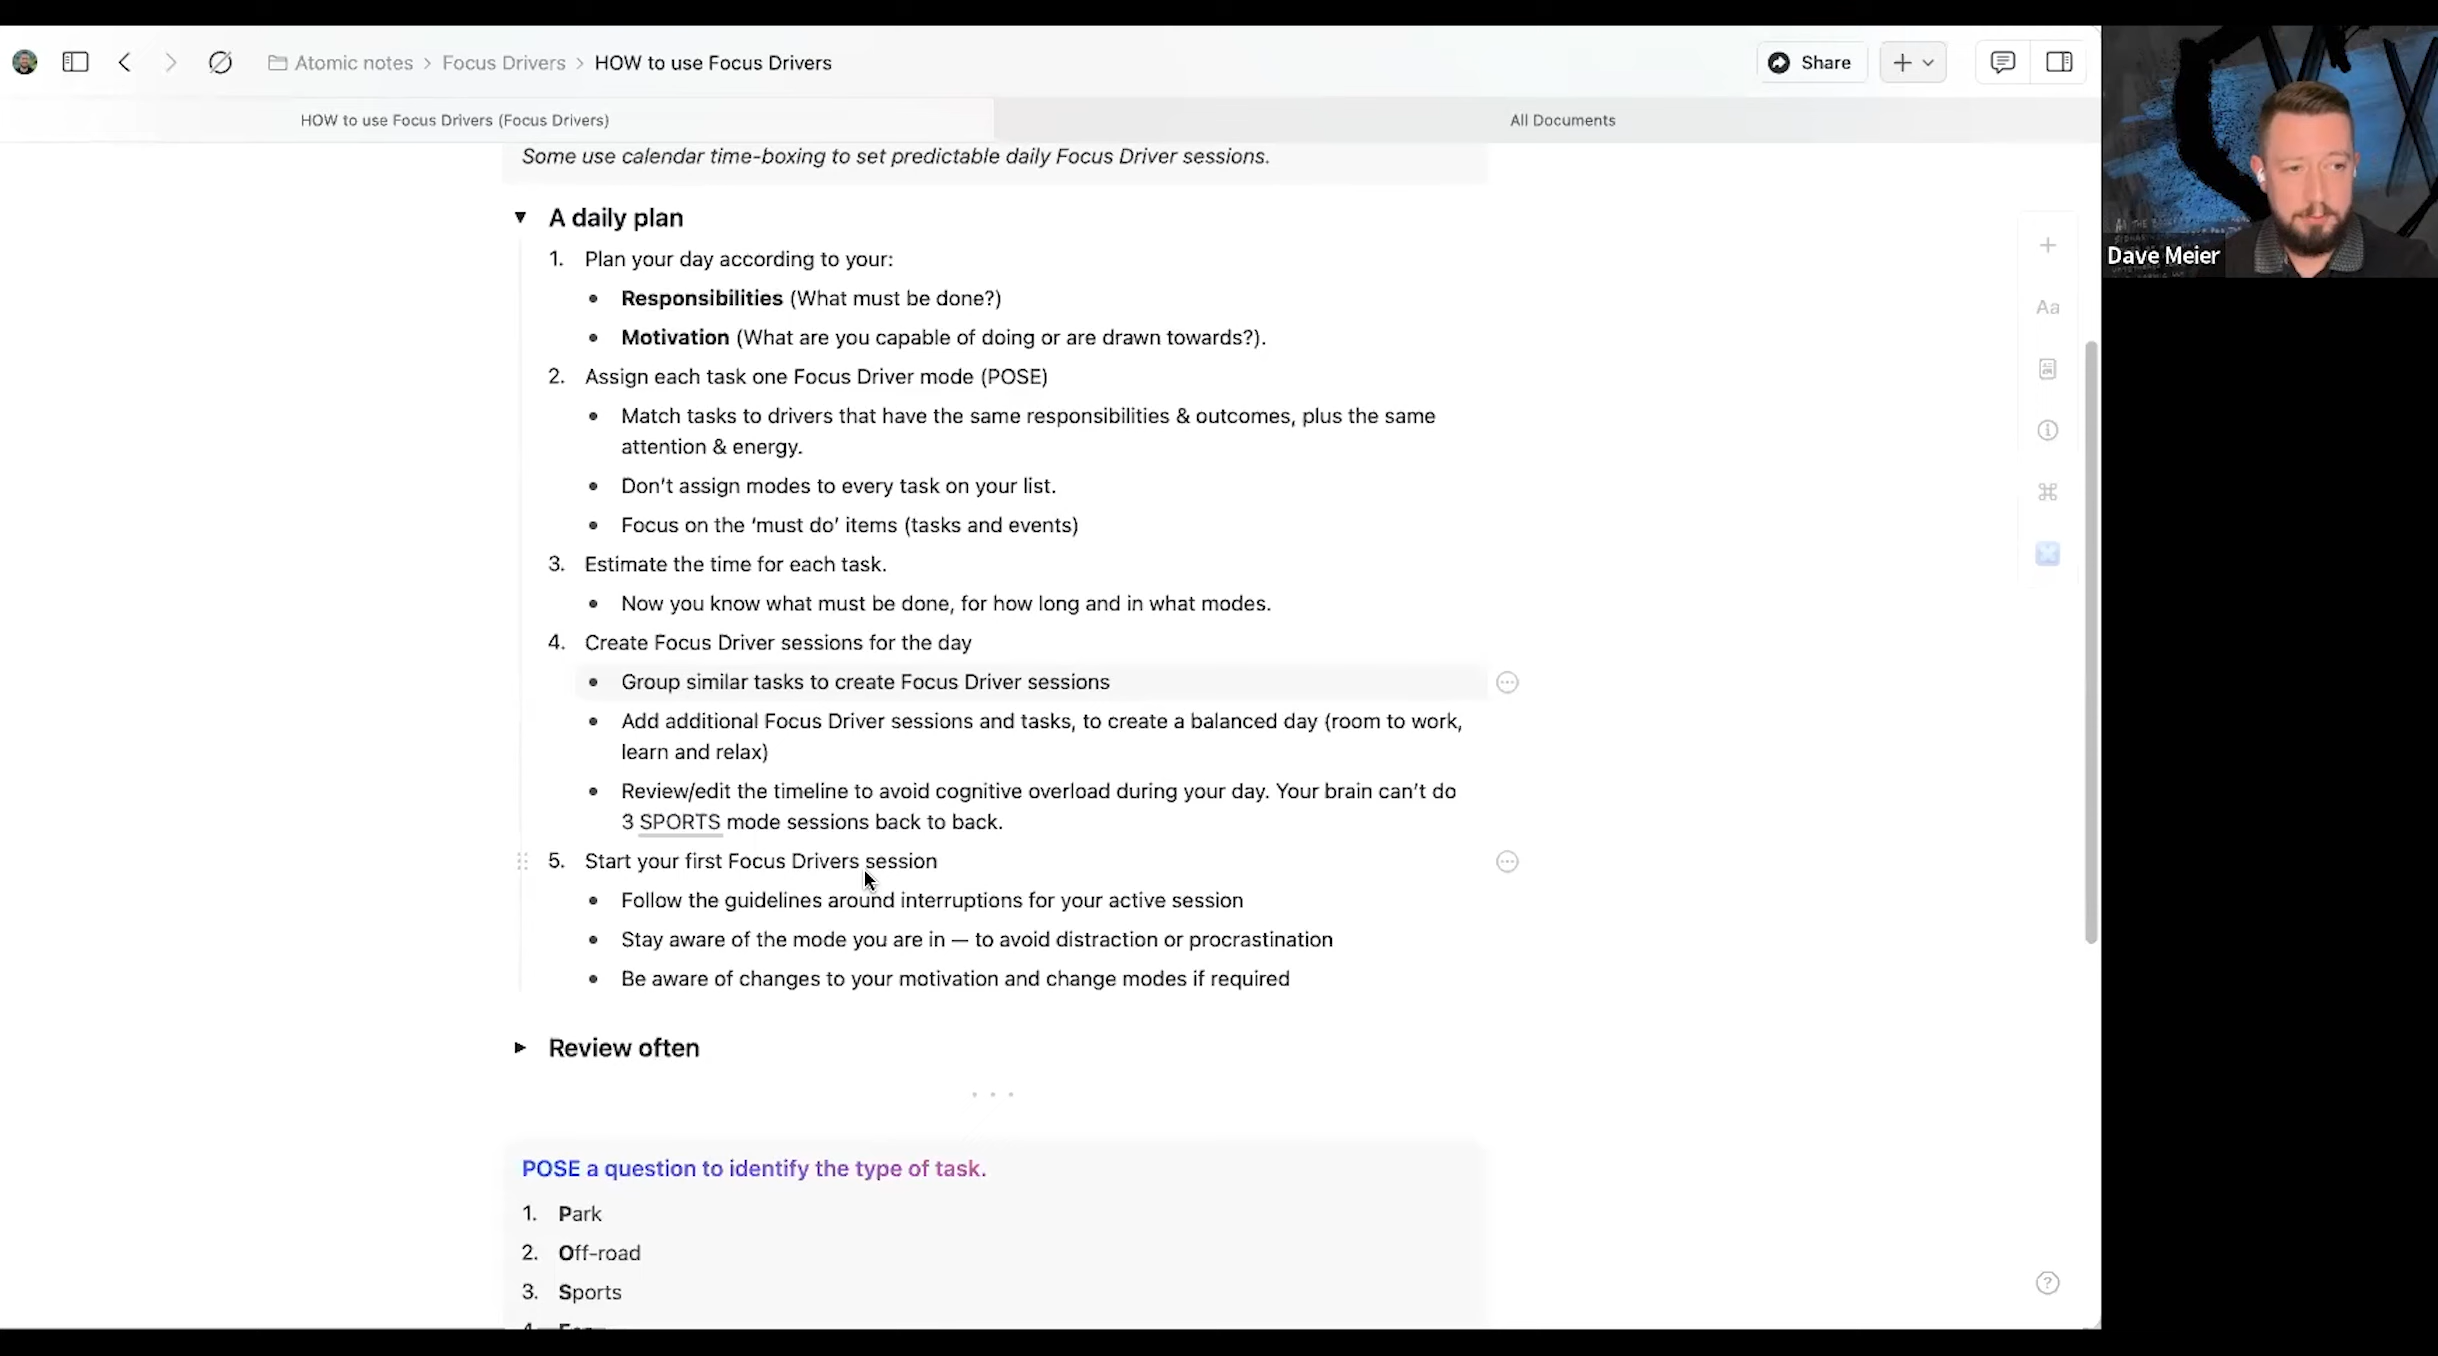 Atomic notes > Focus Drivers > HOW to use Focus Drivers
Share
HOW to use Focus Drivers (Focus Drivers)
All Documents
Some use calendar time-boxing to set predictable daily Focus Driver sessions.
A daily plan
1. Plan your day according to your:
• Responsibilities (What must be done?)
• Motivation (What are you capable of doing or are drawn towards?).
2. Assign each task one Focus Driver mode (POSE)
• Match tasks to drivers that have the same responsibilities & outcomes, plus the same
attention & energy.
• Don't assign modes to every task on your list.
• Focus on the 'must do' items (tasks and events)
3. Estimate the time for each task.
• Now you know what must be done, for how long and in what modes.
4. Create Focus Driver sessions for the day
• Group similar tasks to create Focus Driver sessions
• Add additional Focus Driver sessions and tasks, to create a balanced day (room to work,
learn and relax)
• Review/edit the timeline to avoid cognitive overload during your day. Your brain can't do
3 SPORTS mode sessions back to back.
5. Start your first Focus Drivers session
• Follow the guidelines around interruptions for your active session
• Stay aware of the mode you are in — to avoid distraction or procrastination
• Be aware of changes to your motivation and change modes if required
Review often
POSE a question to identify the type of task.
1. Park
2. Off-road
3. Sports
Dave Meier
Aa